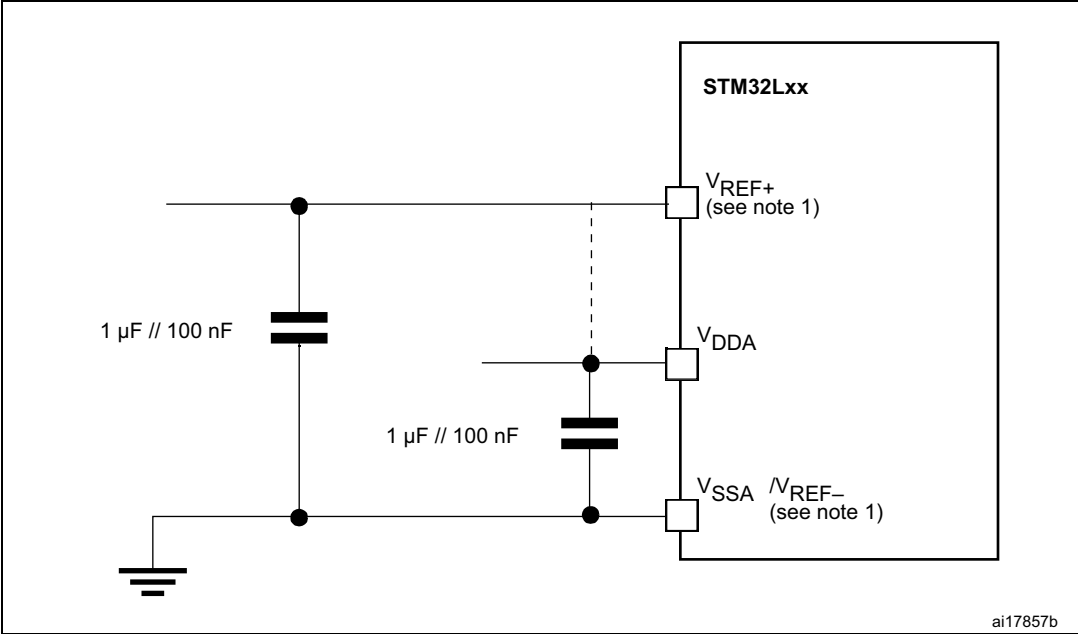 STM32Lxx
VREF+
(see note 1)
1 µF // 100 nF
VDDA
1 µF // 100 nF
VSSA /VREF–
(see note 1)
ai17857b